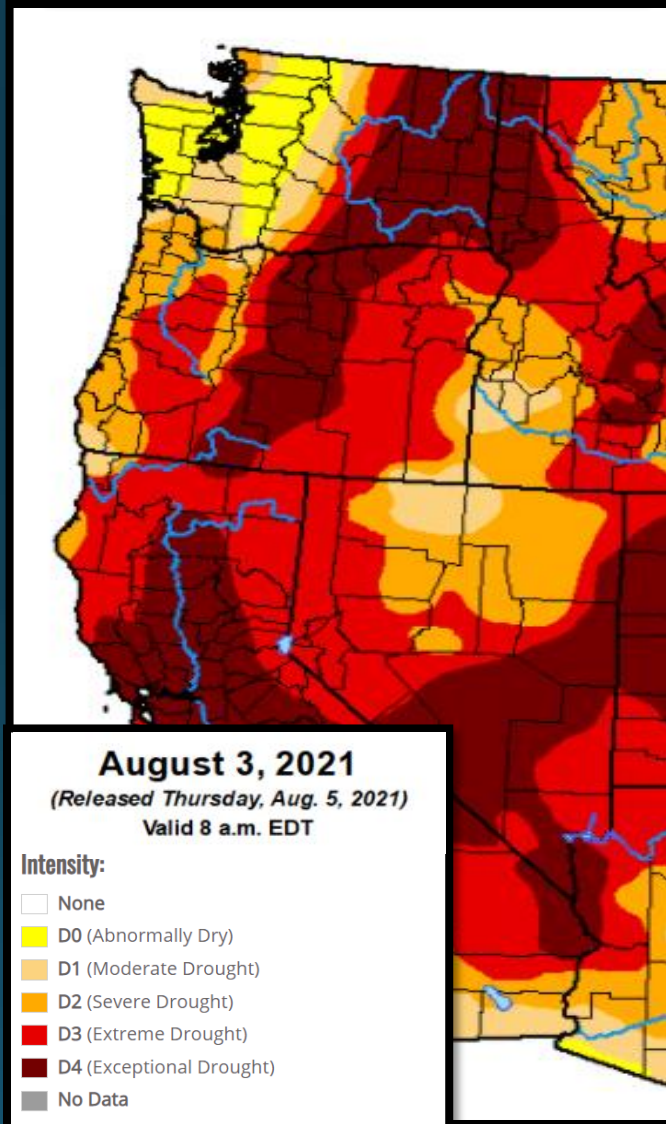 August 3, 2021
(Released Thursday, Aug. 5, 2021)
Valid 8 a.m. EDT
Intensity:
None
D0 (Abnormally Dry)
D1 (Moderate Drought)
D2 (Severe Drought)
D3 (Extreme Drought)
D4 (Exceptional Drought)
No Data